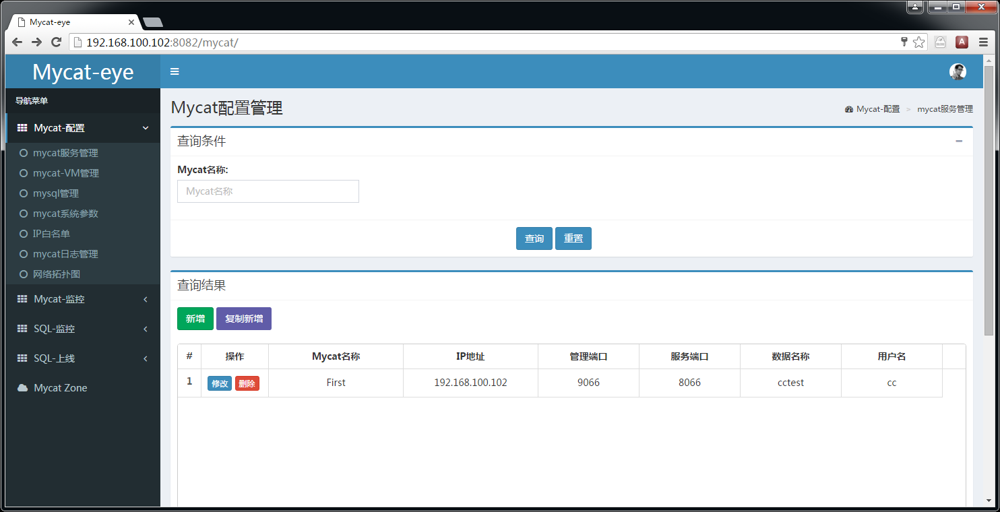 Mycat-eye
192.168.100.102:8082/mycat/
Mycat-eye
导航菜单
Mycat-配置
mycat服务管理
mycat-VM管理
mysql管理
mycat系统参数
IP白名单
mycat日志管理
网络拓扑图
Mycat-监控
SQL-监控
SQL-上线
Mycat Zone
Mycat配置管理
Mycat-配置 > mycat服务管理
查询条件
Mycat名称:
Mycat名称
查询 重置
查询结果
新增 复制新增
# 操作 Mycat名称 IP地址 管理端口 服务端口 数据名称 用户名
1 修改 删除 First 192.168.100.102 9066 8066 cctest cc